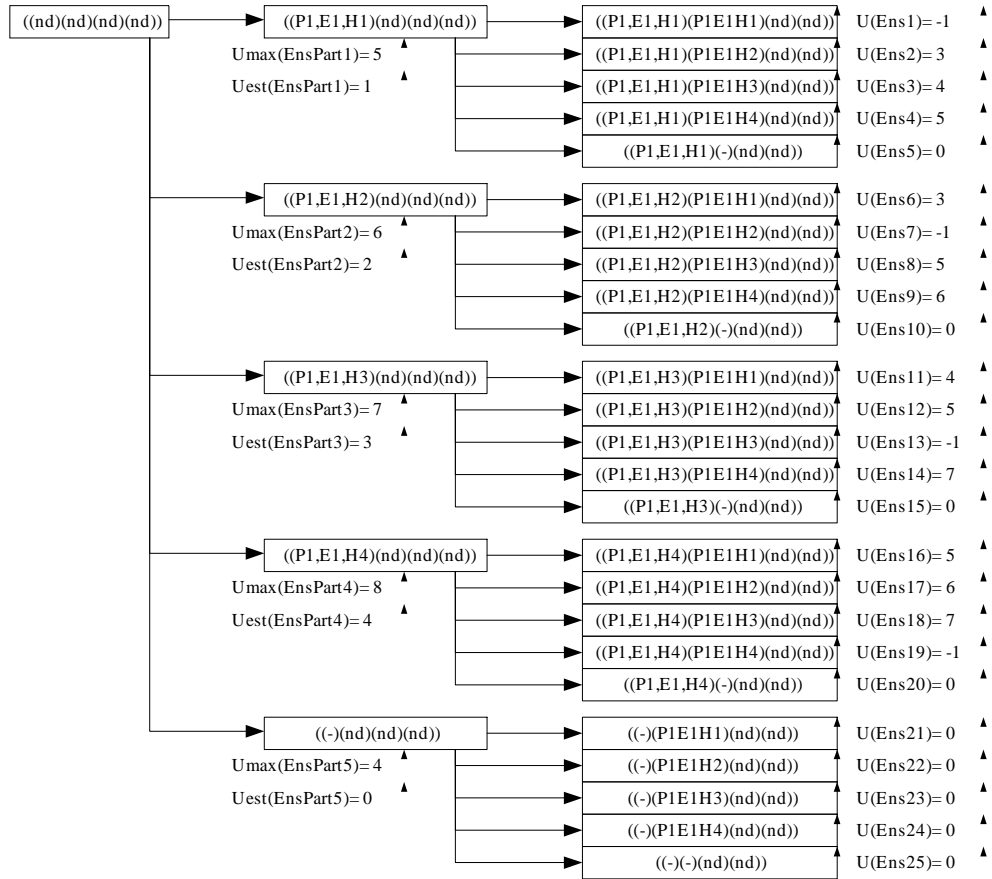 ((nd)(nd)(nd)(nd))
((P1,E1,H1)(nd)(nd)(nd))
Umax(EnsPart1)= 5
Uest(EnsPart1)= 1
((P1,E1,H1)(P1E1H1)(nd)(nd))
U(Ens1)= -1
((P1,E1,H1)(P1E1H2)(nd)(nd))
U(Ens2)= 3
((P1,E1,H1)(P1E1H3)(nd)(nd))
U(Ens3)= 4
((P1,E1,H1)(P1E1H4)(nd)(nd))
U(Ens4)= 5
((P1,E1,H1)(-)(nd)(nd))
U(Ens5)= 0
((P1,E1,H2)(nd)(nd)(nd))
Umax(EnsPart2)= 6
Uest(EnsPart2)= 2
((P1,E1,H2)(P1E1H1)(nd)(nd))
U(Ens6)= 3
((P1,E1,H2)(P1E1H2)(nd)(nd))
U(Ens7)= -1
((P1,E1,H2)(P1E1H3)(nd)(nd))
U(Ens8)= 5
((P1,E1,H2)(P1E1H4)(nd)(nd))
U(Ens9)= 6
((P1,E1,H2)(-)(nd)(nd))
U(Ens10)= 0
((P1,E1,H3)(nd)(nd)(nd))
Umax(EnsPart3)= 7
Uest(EnsPart3)= 3
((P1,E1,H3)(P1E1H1)(nd)(nd))
U(Ens11)= 4
((P1,E1,H3)(P1E1H2)(nd)(nd))
U(Ens12)= 5
((P1,E1,H3)(P1E1H3)(nd)(nd))
U(Ens13)= -1
((P1,E1,H3)(P1E1H4)(nd)(nd))
U(Ens14)= 7
((P1,E1,H3)(-)(nd)(nd))
U(Ens15)= 0
((P1,E1,H4)(nd)(nd)(nd))
Umax(EnsPart4)= 8
Uest(EnsPart4)= 4
((P1,E1,H4)(P1E1H1)(nd)(nd))
U(Ens16)= 5
((P1,E1,H4)(P1E1H2)(nd)(nd))
U(Ens17)= 6
((P1,E1,H4)(P1E1H3)(nd)(nd))
U(Ens18)= 7
((P1,E1,H4)(P1E1H4)(nd)(nd))
U(Ens19)= -1
((P1,E1,H4)(-)(nd)(nd))
U(Ens20)= 0
((-)(nd)(nd)(nd))
Umax(EnsPart5)= 4
Uest(EnsPart5)= 0
((-)(P1E1H1)(nd)(nd))
U(Ens21)= 0
((-)(P1E1H2)(nd)(nd))
U(Ens22)= 0
((-)(P1E1H3)(nd)(nd))
U(Ens23)= 0
((-)(P1E1H4)(nd)(nd))
U(Ens24)= 0
((-)(-)(nd)(nd))
U(Ens25)= 0